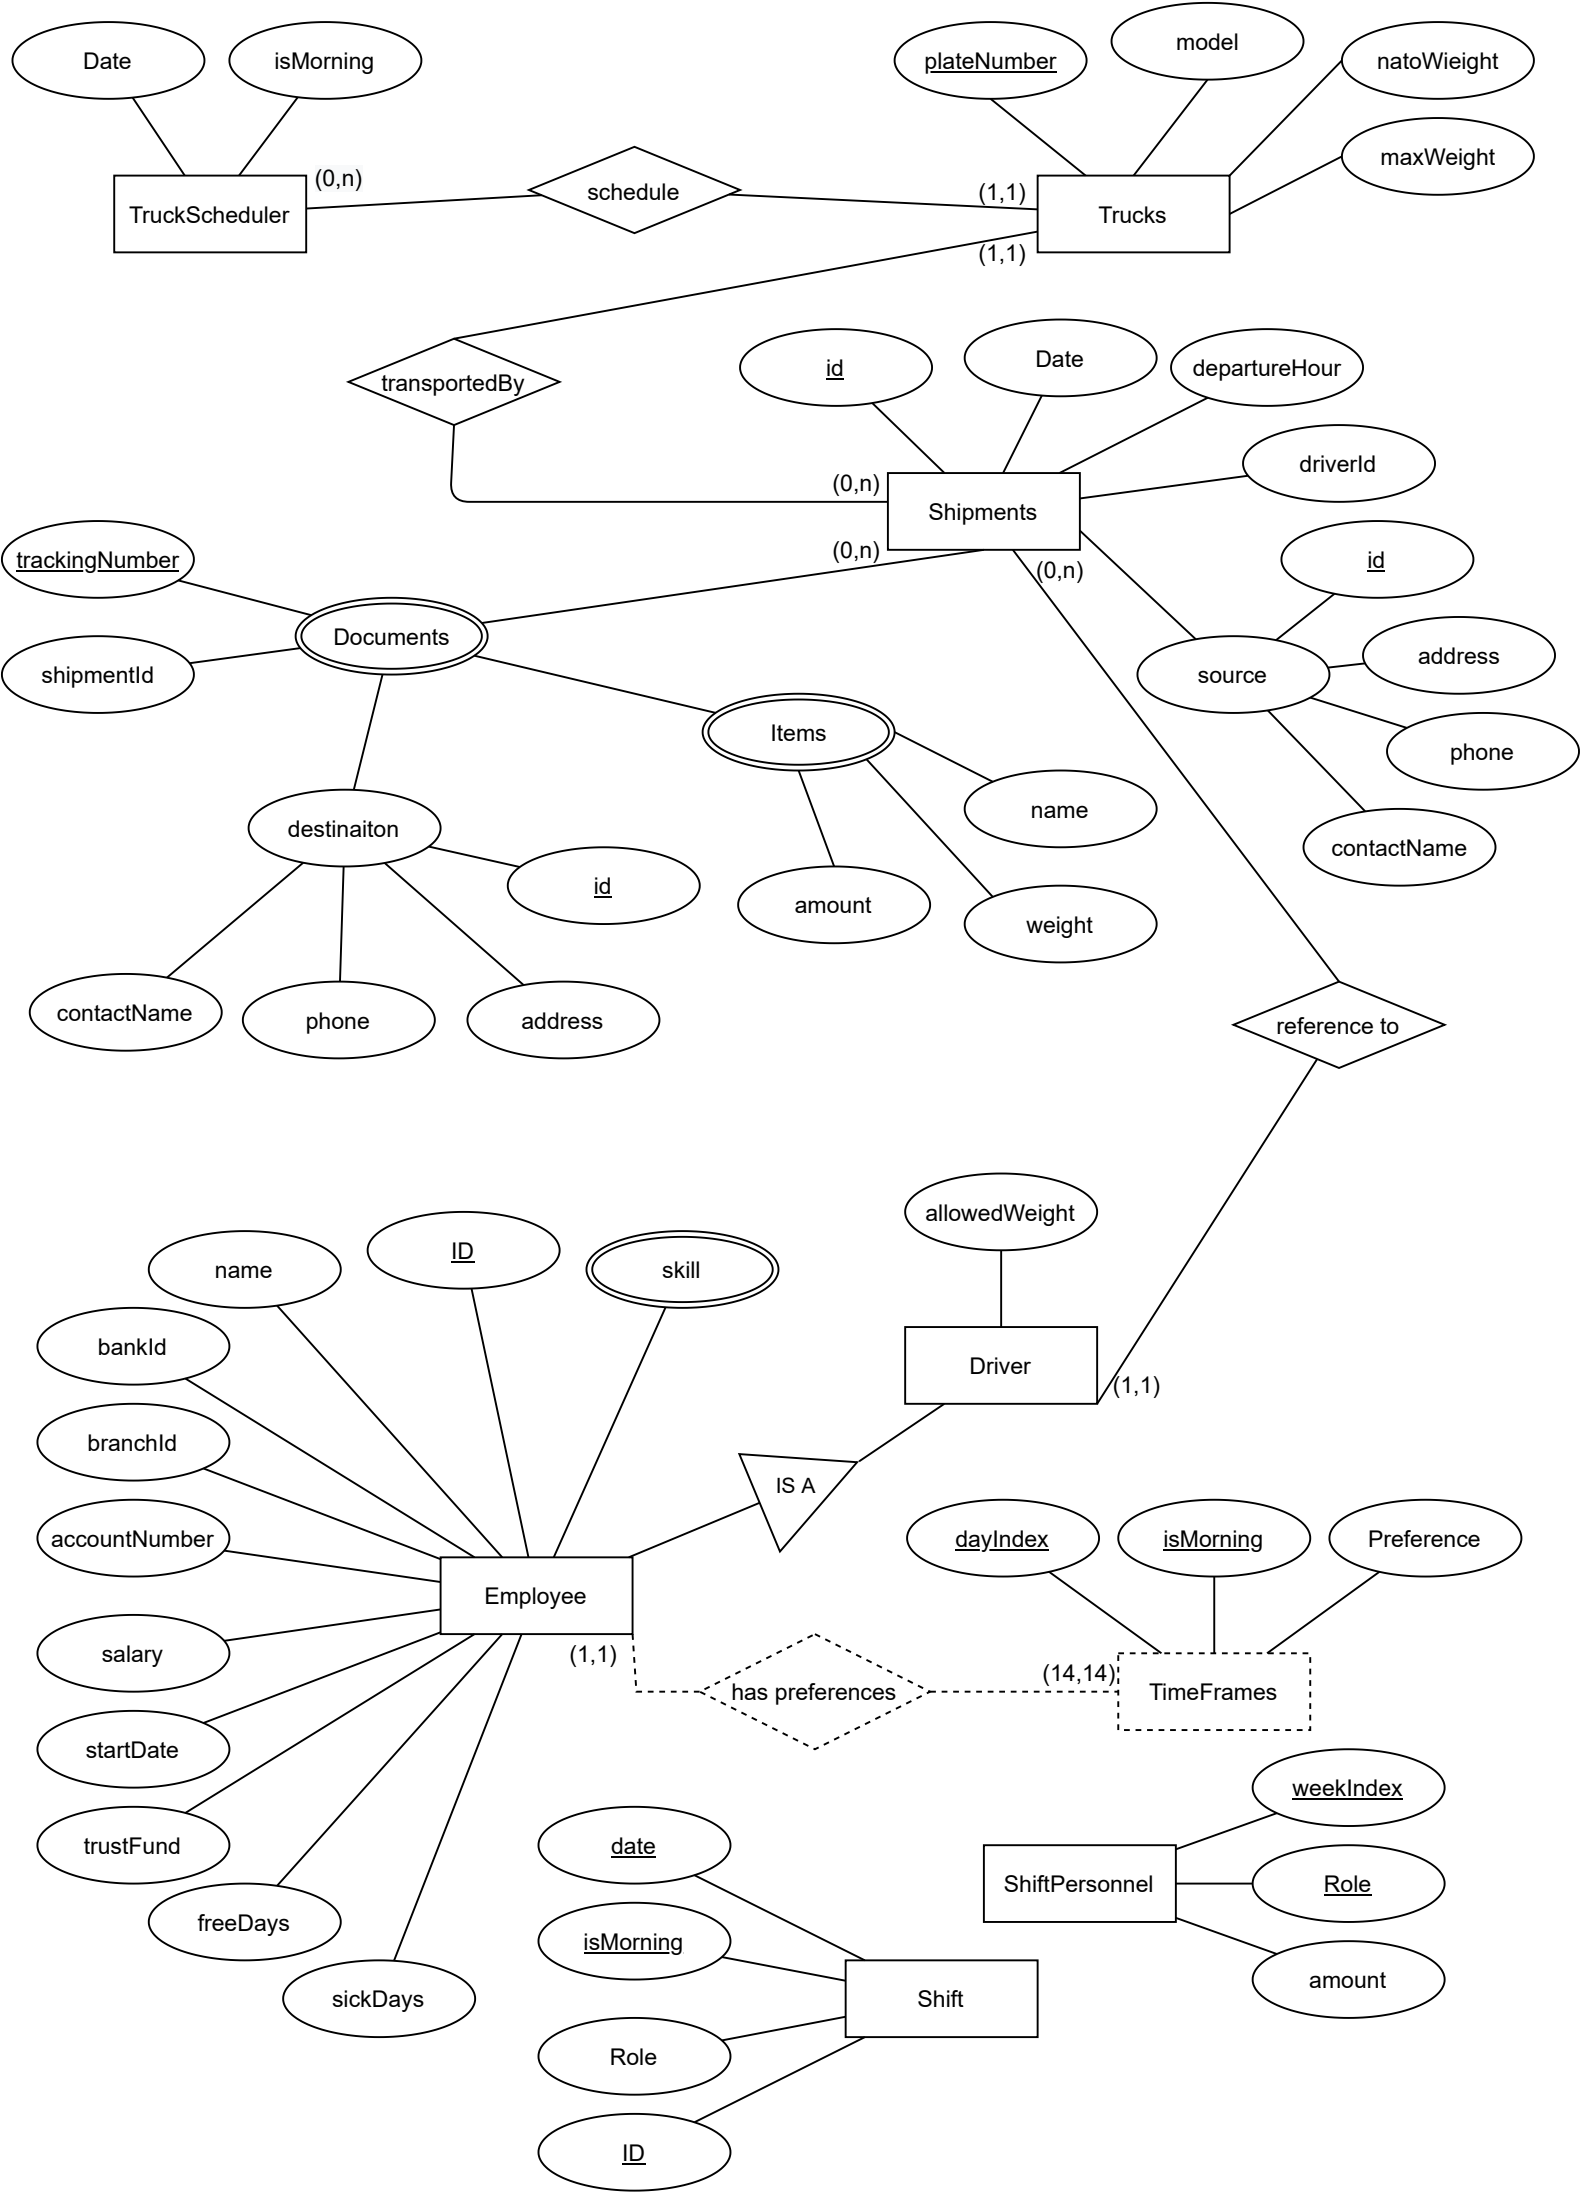 Date
isMorning
plateNumber
model
natoWieight
maxWeight
TruckScheduler
(0,n)
schedule
(1,1)
Trucks
(1,1)
transportedBy
id
Date
departureHour
driverId
(0,n)
Shipments
(0,n)
(0,n)
trackingNumber
shipmentId
Documents
id
address
source
phone
contactName
Items
name
amount
weight
destinaiton
id
contactName
phone
address
reference to
allowedWeight
Driver
(1,1)
name
ID
skill
bankId
branchId
accountNumber
IS A
Employee
(1,1)
salary
startDate
trustFund
freeDays
sickDays
dayIndex
isMorning
Preference
has preferences
(14,14)
TimeFrames
weekIndex
ShiftPersonnel
Role
amount
date
isMorning
Shift
Role
ID